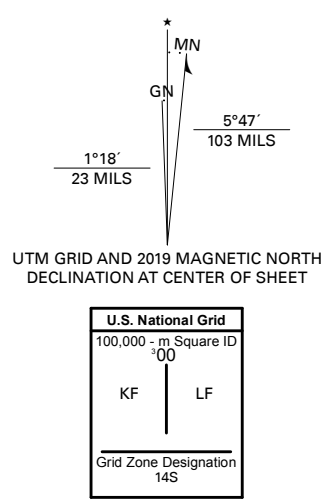 ★
MN
GN
5°47´
103 MILS
1°18´
23 MILS
UTM GRID AND 2019 MAGNETIC NORTH
DECLINATION AT CENTER OF SHEET
U.S. National Grid
100,000 - m Square ID
³00
KF LF
Grid Zone Designation
14S